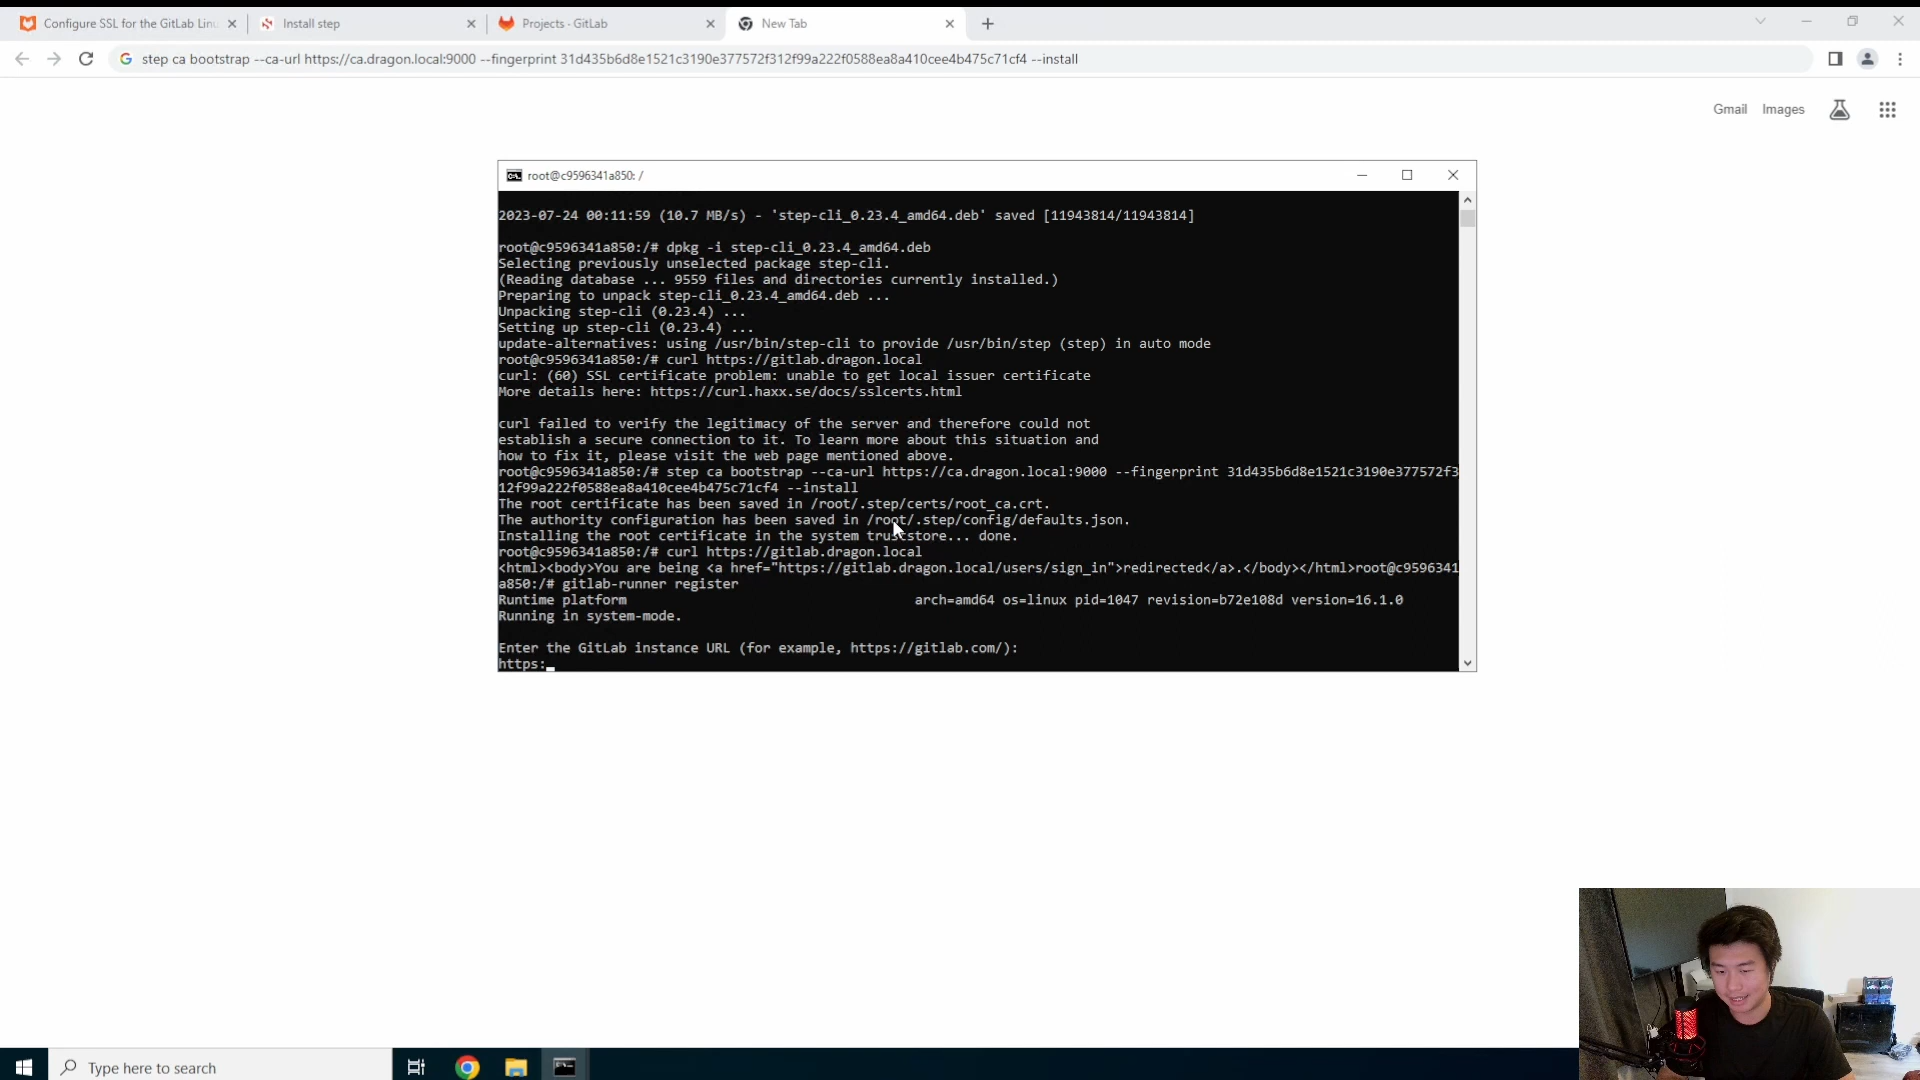 Configure SSL for the GitLab Linu
Install step
Projects · GitLab
New Tab
step ca bootstrap --ca-url https://ca.dragon.local:9000 --fingerprint 31d435b6d8e1521c3190e377572f312f99a222f0588ea8a410cee4b475c71cf4 --install
Gmail Images
root@c9596341a850: /
2023-07-24 00:11:59 (10.7 MB/s) - 'step-cli_0.23.4_amd64.deb' saved [11943814/11943814]
root@c9596341a850:/# dpkg -i step-cli_0.23.4_amd64.deb
Selecting previously unselected package step-cli.
(Reading database ... 9559 files and directories currently installed.)
Preparing to unpack step-cli_0.23.4_amd64.deb ...
Unpacking step-cli (0.23.4) ...
Setting up step-cli (0.23.4) ...
update-alternatives: using /usr/bin/step-cli to provide /usr/bin/step (step) in auto mode
root@c9596341a850:/# curl https://gitlab.dragon.local
curl: (60) SSL certificate problem: unable to get local issuer certificate
More details here: https://curl.haxx.se/docs/sslcerts.html
curl failed to verify the legitimacy of the server and therefore could not
establish a secure connection to it. To learn more about this situation and
how to fix it, please visit the web page mentioned above.
root@c9596341a850:/# step ca bootstrap --ca-url https://ca.dragon.local:9000 --fingerprint 31d435b6d8e1521c3190e377572f3
12f99a222f0588ea8a410cee4b475c71cf4 --install
The root certificate has been saved in /root/.step/certs/root_ca.crt.
The authority configuration has been saved in /root/.step/config/defaults.json.
Installing the root certificate in the system truststore... done.
root@c9596341a850:/# curl https://gitlab.dragon.local
<html><body>You are being <a href="https://gitlab.dragon.local/users/sign_in">redirected</a>.</body></html>root@c9596341
a850:/# gitlab-runner register
Runtime platform arch=amd64 os=linux pid=1047 revision=b72e108d version=16.1.0
Running in system-mode.
Enter the GitLab instance URL (for example, https://gitlab.com/):
https:_
Type here to search